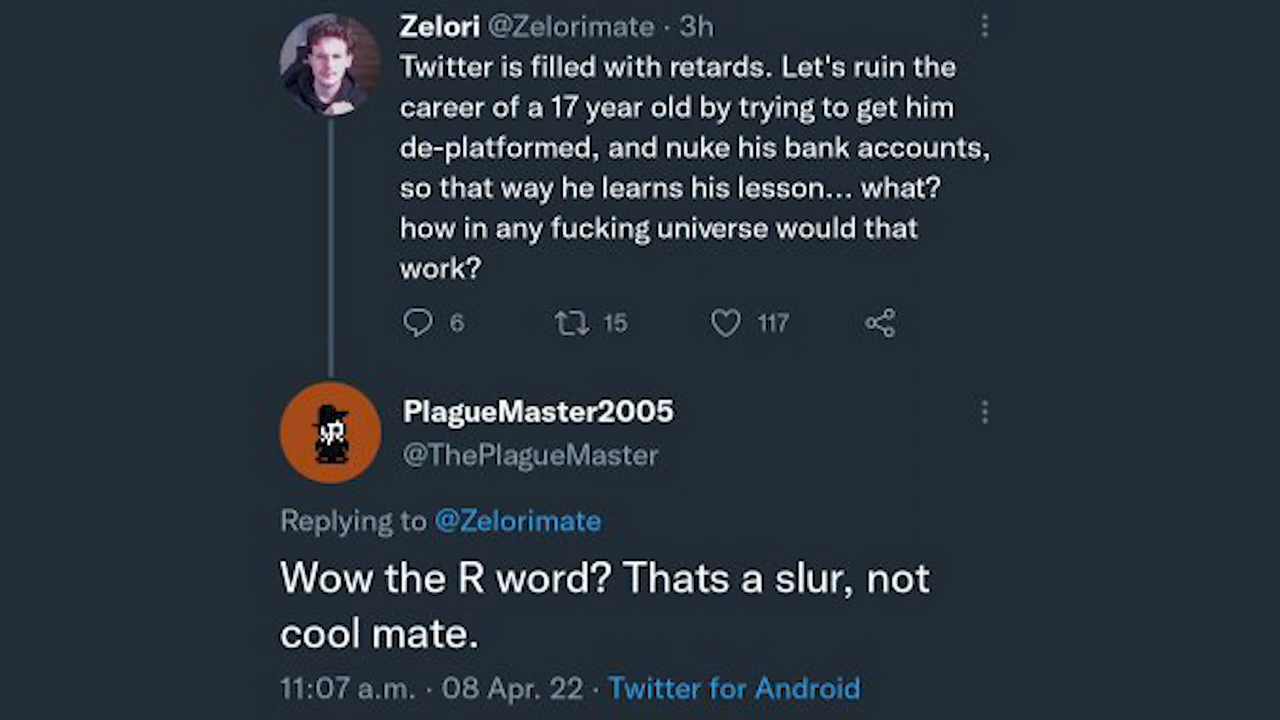 Zelori @Zelorimate · 3h
Twitter is filled with retards. Let's ruin the
career of a 17 year old by trying to get him
de-platformed, and nuke his bank accounts,
so that way he learns his lesson... what?
how in any fucking universe would that
work?
6 15 117
PlagueMaster2005
@ThePlagueMaster
Replying to @Zelorimate
Wow the R word? Thats a slur, not
cool mate.
11:07 a.m. · 08 Apr. 22 · Twitter for Android